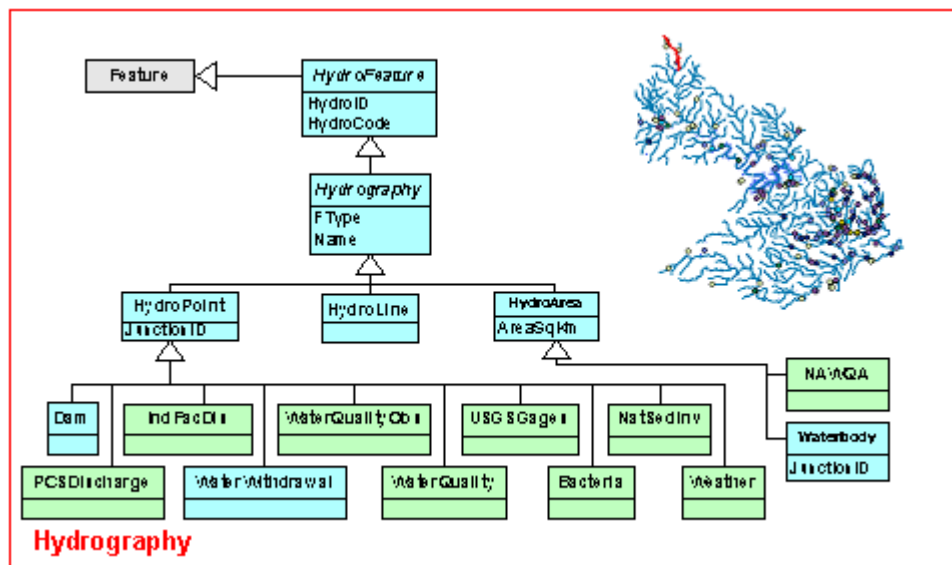 Feature
HydroFeature
HydroID
HydroCode
Hydrography
FType
Name
HydroPoint
JunctionID
HydroLine
HydroArea
AreaSqKm
NAWQA
Dam
IndFacDis
WaterQualityObs
USGSGages
NatSedInv
Waterbody
JunctionID
PCSDischarge
WaterWithdrawal
WaterQuality
Bacteria
Weather
Hydrography